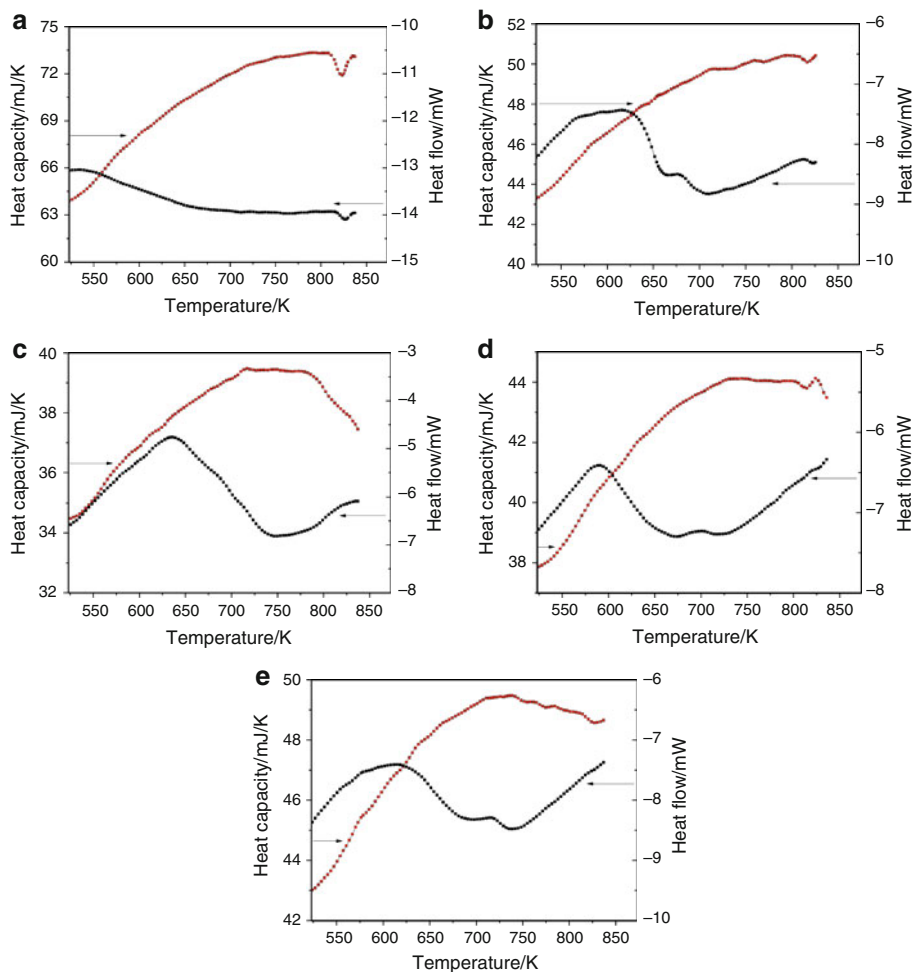 a
75
72
69
66
63
60
Heat capacity/mJ/K
−10
−11
−12
−13
−14
−15
Heat flow/mW
550 600 650 700 750 800 850
Temperature/K
b
52
50
48
46
44
43
40
Heat capacity/mJ/K
−6
−7
−8
−9
−10
Heat flow/mW
550 600 650 700 750 800 850
Temperature/K
c
40
38
36
34
32
Heat capacity/mJ/K
−3
−4
−5
−6
−7
−8
Heat flow/mW
550 600 650 700 750 800 850
Temperature/K
d
44
42
40
38
Heat capacity/mJ/K
−5
−6
−7
−8
Heat flow/mW
550 600 650 700 750 800 850
Temperature/K
e
50
48
46
44
42
Heat capacity/mJ/K
−6
−7
−8
−9
−10
Heat flow/mW
550 600 650 700 750 800 850
Temperature/K